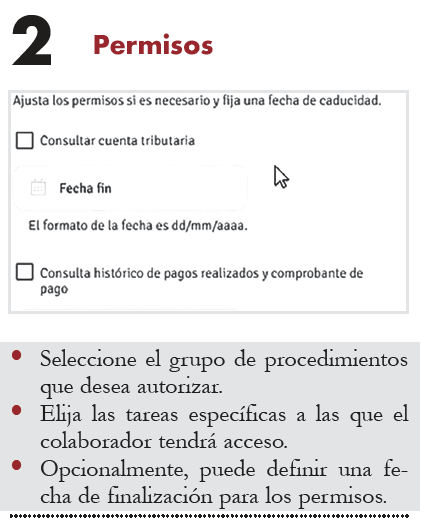 2 Permisos
Ajusta los permisos si es necesario y fija una fecha de caducidad.
Consultar cuenta tributaria
Fecha fin
El formato de la fecha es dd/mm/aaaa.
Consulta histórico de pagos realizados y comprobante de
pago
• Seleccione el grupo de procedimientos
que desea autorizar.
• Elija las tareas específicas a las que el
colaborador tendrá acceso.
• Opcionalmente, puede definir una fe-
cha de finalización para los permisos.